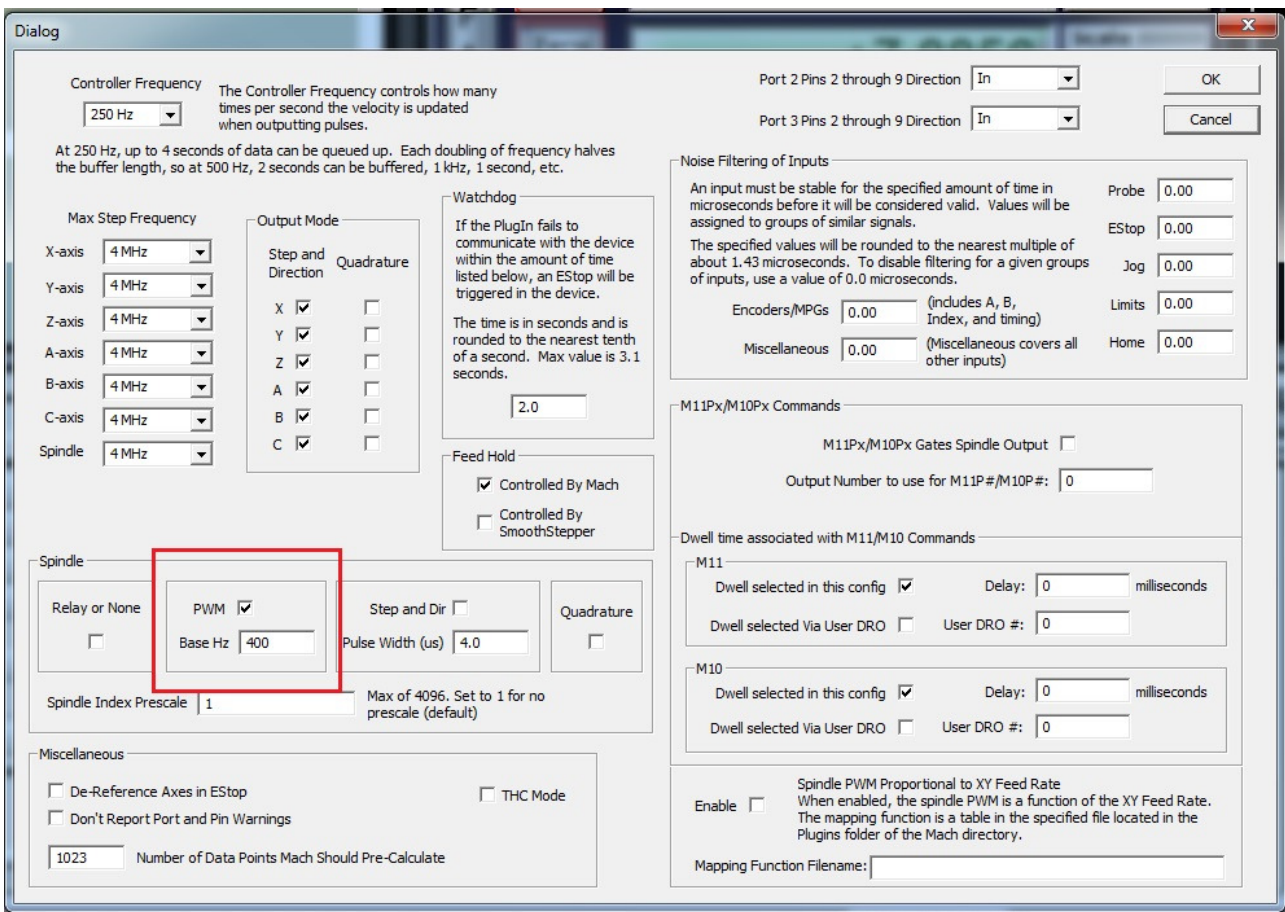 Dialog
Controller Frequency
250 Hz
The Controller Frequency controls how many
times per second the velocity is updated
when outputting pulses.
At 250 Hz, up to 4 seconds of data can be queued up. Each doubling of frequency halves
the buffer length, so at 500 Hz, 2 seconds can be buffered, 1 kHz, 1 second, etc.
Port 2 Pins 2 through 9 Direction In
Port 3 Pins 2 through 9 Direction In
OK
Cancel
Max Step Frequency
X-axis 4 MHz
Y-axis 4 MHz
Z-axis 4 MHz
A-axis 4 MHz
B-axis 4 MHz
C-axis 4 MHz
Spindle 4 MHz
Output Mode
Step and
Direction
Quadrature
X
Y
Z
A
B
C
Watchdog
If the PlugIn fails to
communicate with the device
within the amount of time
listed below, an EStop will be
triggered in the device.
The time is in seconds and is
rounded to the nearest tenth
of a second. Max value is 3.1
seconds.
2.0
Feed Hold
Controlled By Mach
Controlled By
SmoothStepper
Noise Filtering of Inputs
An input must be stable for the specified amount of time in
microseconds before it will be considered valid. Values will be
assigned to groups of similar signals.
The specified values will be rounded to the nearest multiple of
about 1.43 microseconds. To disable filtering for a given groups
of inputs, use a value of 0.0 microseconds.
Encoders/MPGs 0.00
(includes A, B,
Index, and timing)
Miscellaneous 0.00
(Miscellaneous covers all
other inputs)
Probe 0.00
EStop 0.00
Jog 0.00
Limits 0.00
Home 0.00
M11Px/M10Px Commands
M11Px/M10Px Gates Spindle Output
Output Number to use for M11P#/M10P#: 0
Dwell time associated with M11/M10 Commands
M11
Dwell selected in this config Delay: 0 milliseconds
Dwell selected Via User DRO User DRO #: 0
M10
Dwell selected in this config Delay: 0 milliseconds
Dwell selected Via User DRO User DRO #: 0
Spindle
Relay or None
PWM
Base Hz 400
Step and Dir
Pulse Width (us) 4.0
Quadrature
Spindle Index Prescale 1
Max of 4096. Set to 1 for no
prescale (default)
Miscellaneous
De-Reference Axes in EStop
THC Mode
Don't Report Port and Pin Warnings
1023 Number of Data Points Mach Should Pre-Calculate
Enable
Spindle PWM Proportional to XY Feed Rate
When enabled, the spindle PWM is a function of the XY Feed Rate.
The mapping function is a table in the specified file located in the
Plugins folder of the Mach directory.
Mapping Function Filename: